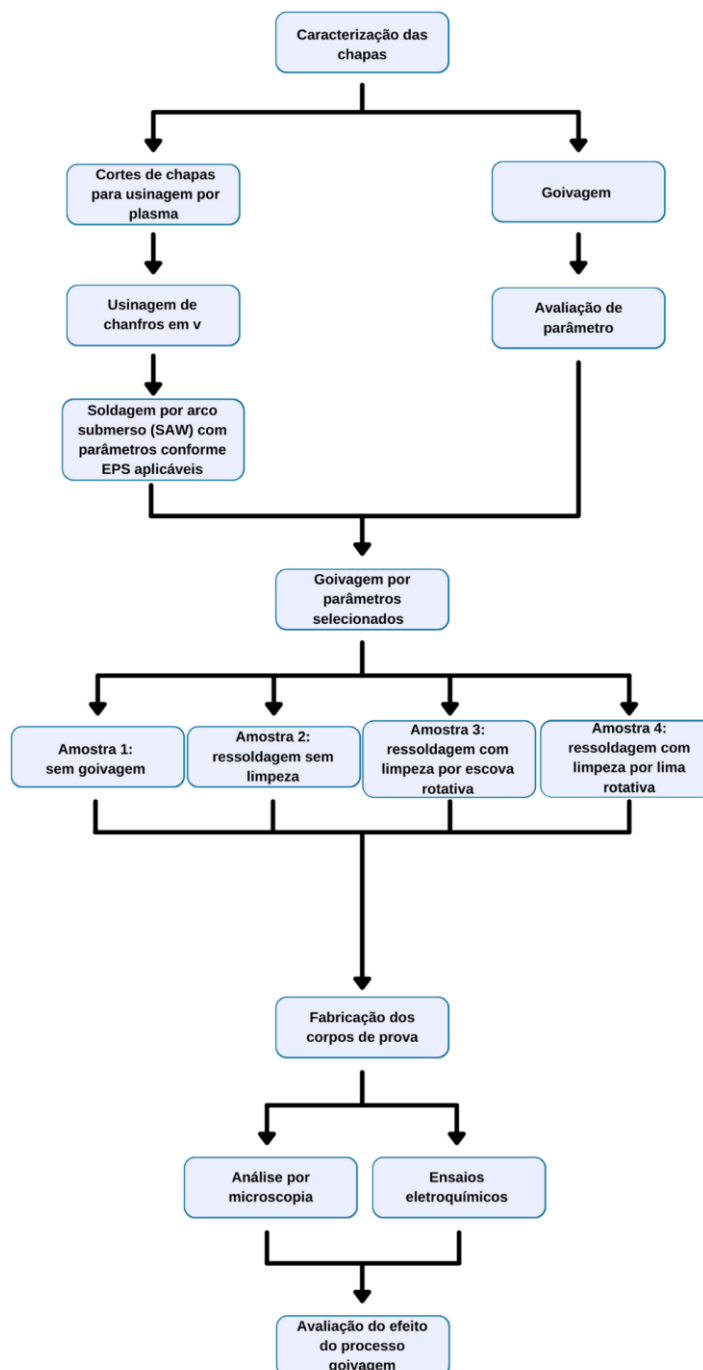 Caracterização das
chapas
Cortes de chapas
para usinagem por
plasma
Goivagem
Usinagem de
chanfros em v
Avaliação de
parâmetro
Soldagem por arco
submerso (SAW) com
parâmetros conforme
EPS aplicáveis
Goivagem por
parâmetros
selecionados
Amostra 1:
sem goivagem
Amostra 2:
ressoldagem sem
limpeza
Amostra 3:
ressoldagem com
limpeza por escova
rotativa
Amostra 4:
ressoldagem com
limpeza por lima
rotativa
Fabricação dos
corpos de prova
Análise por
microscopia
Ensaios
eletroquímicos
Avaliação do efeito
do processo
goivagem